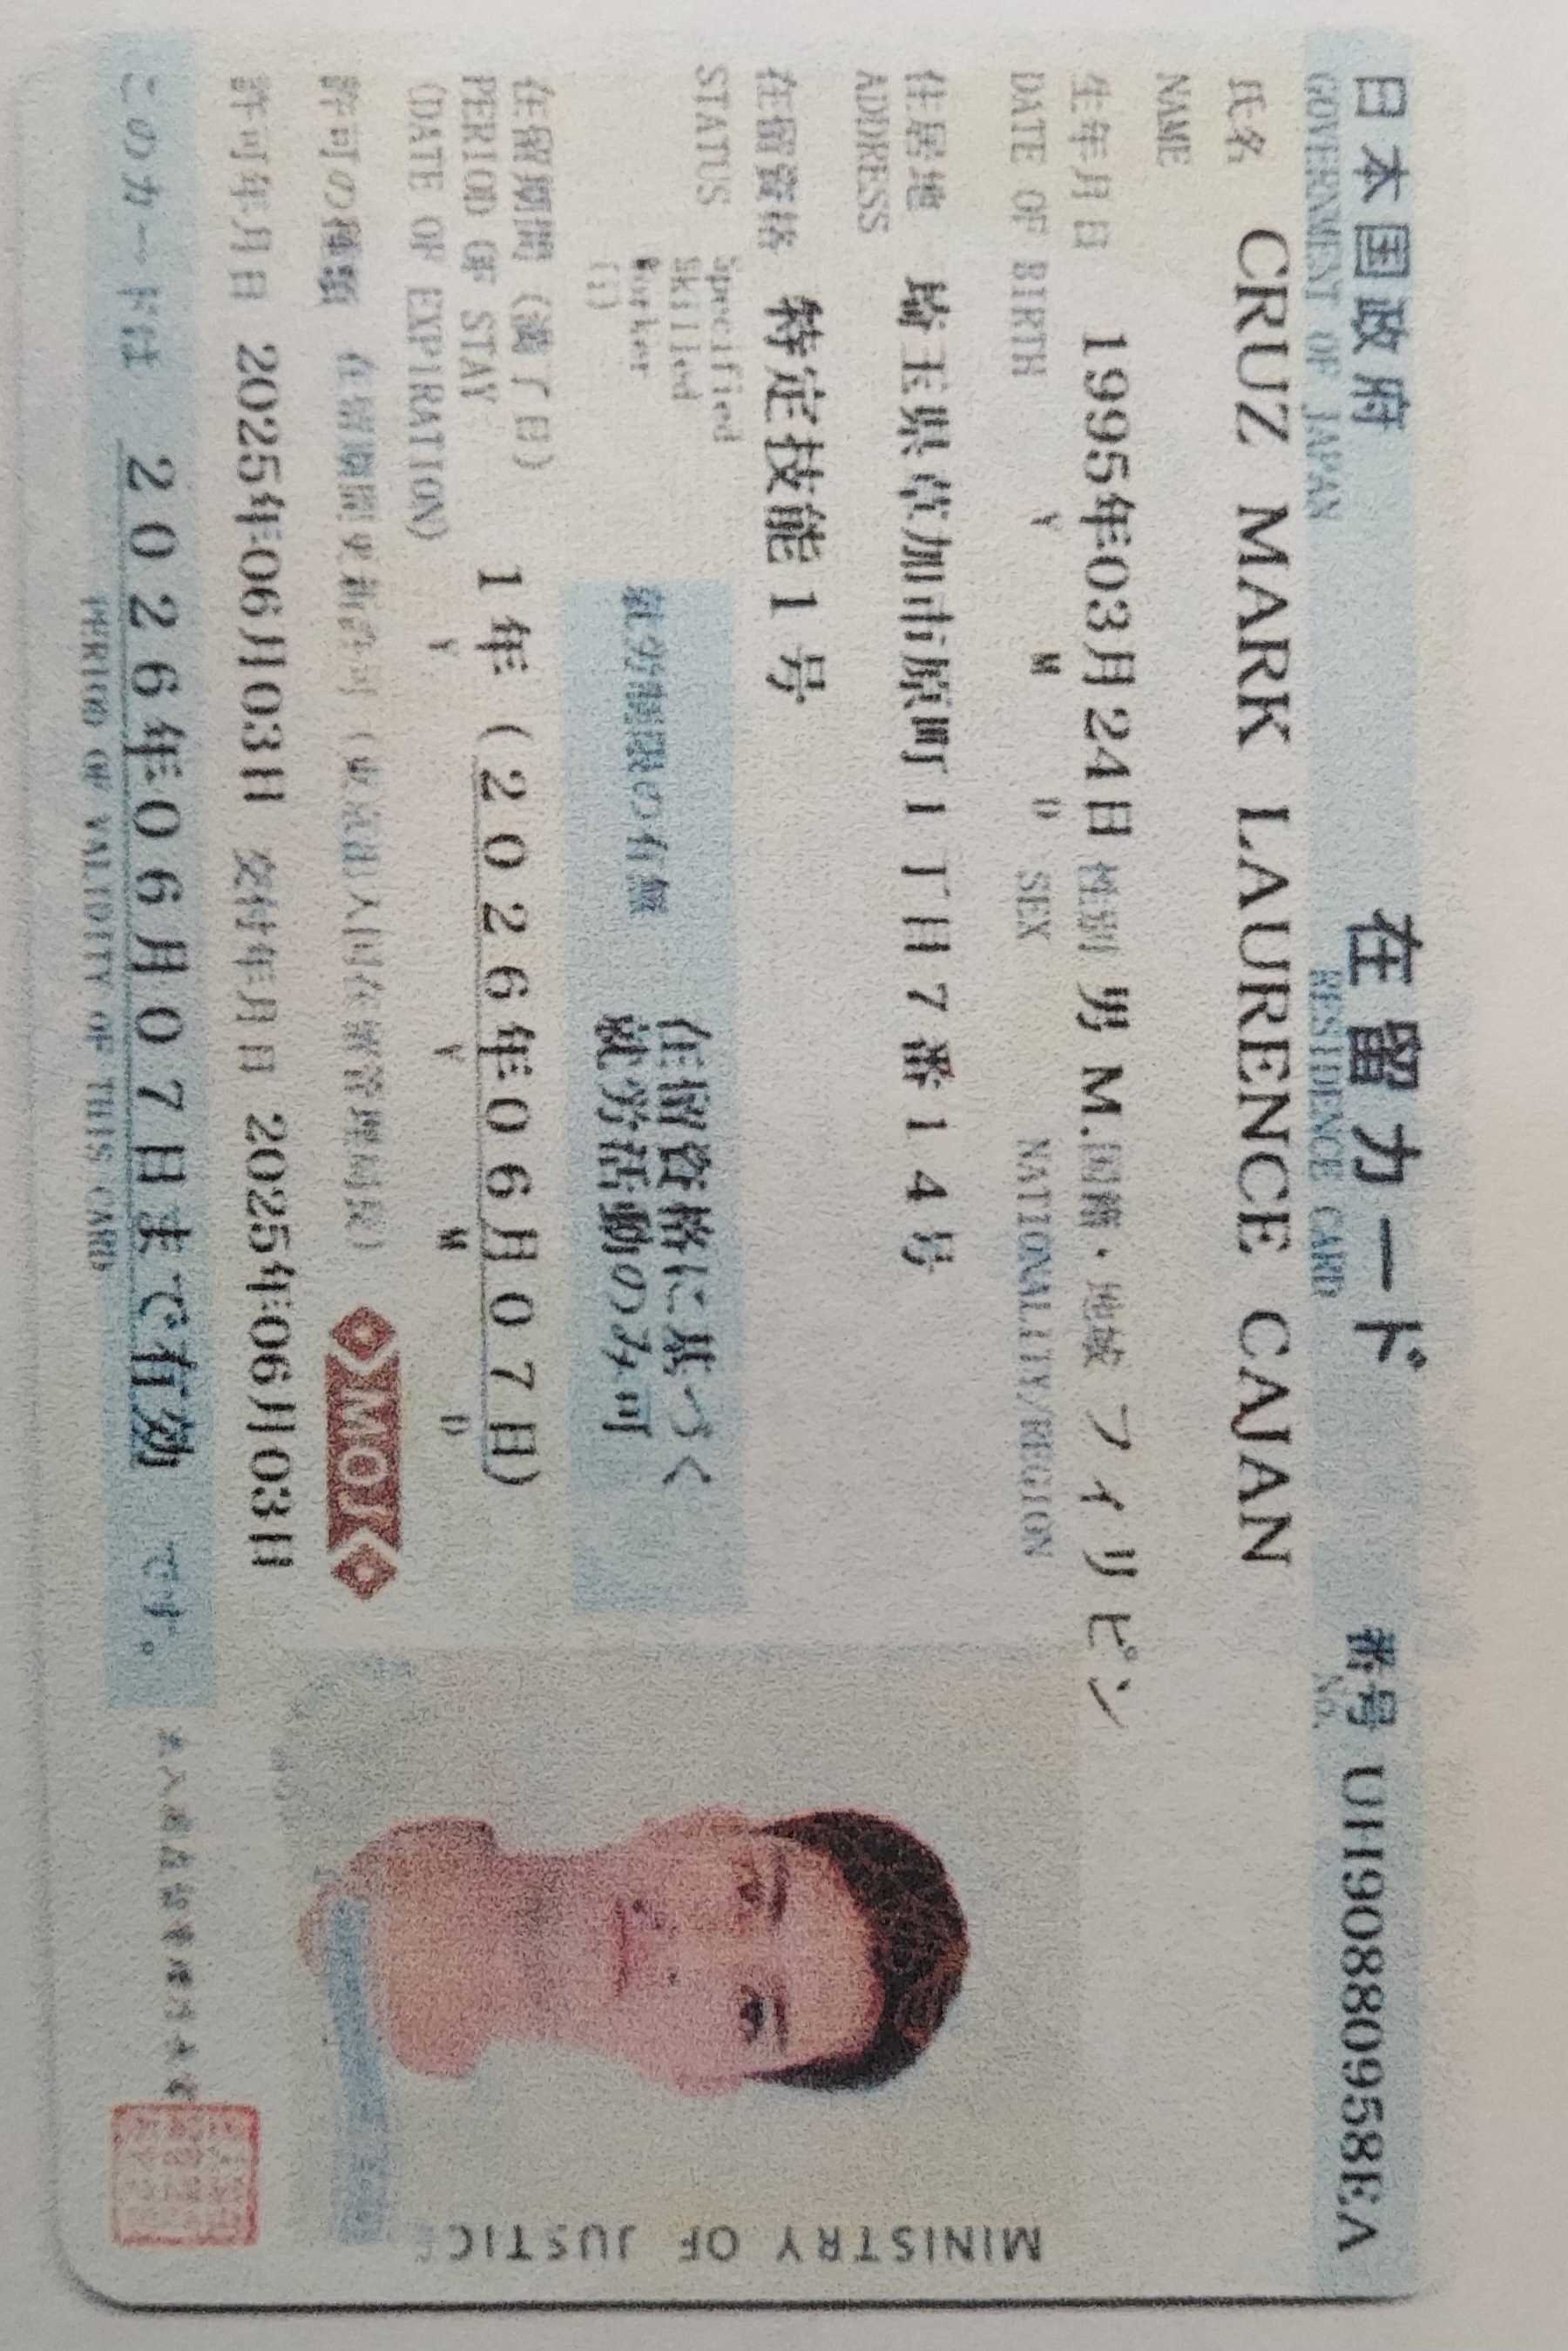 日本国政府 在留カード 番号 UH90880958EA
GOVERNMENT OF JAPAN RESIDENCE CARD No.
氏名 CRUZ MARK LAURENCE CAJAN
NAME
生年月日 1995年03月24日 性別 男 M. 国籍・地域 フィリピン
DATE OF BIRTH Y M D SEX NATIONALITY/REGION
住居地 埼玉県草加市原町1丁目7番14号
ADDRESS
在留資格 特定技能1号
STATUS Specified
Skilled
Worker
(i)
就労制限の有無 在留資格に基づく
就労活動のみ可
在留期間(満了日)
PERIOD OF STAY
(DATE OF EXPIRATION)
1年(2026年06月07日)
Y Y M D
許可の種類 在留期間更新許可(東京出入国在留管理局長)
MOJ
許可年月日 2025年06月03日 交付年月日 2025年06月03日
このカードは 2026年06月07日まで有効 です。
PERIOD OF VALIDITY OF THIS CARD
MINISTRY OF JUSTICE